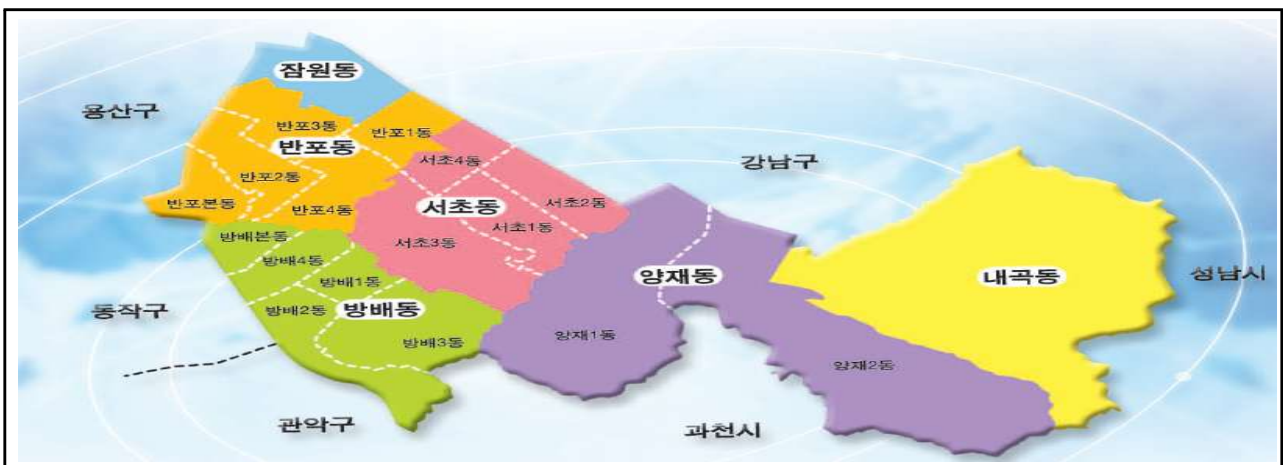 잠원동
용산구
반포3동
반포1동
반포동
서초4동
강남구
반포2동
반포본동
반포4동
서초동
서초2동
서초1동
방배본동
서초3동
방배4동
양재동
내곡동
성남시
방배1동
동작구
방배2동
방배동
방배3동
양재1동
양재2동
관악구
과천시